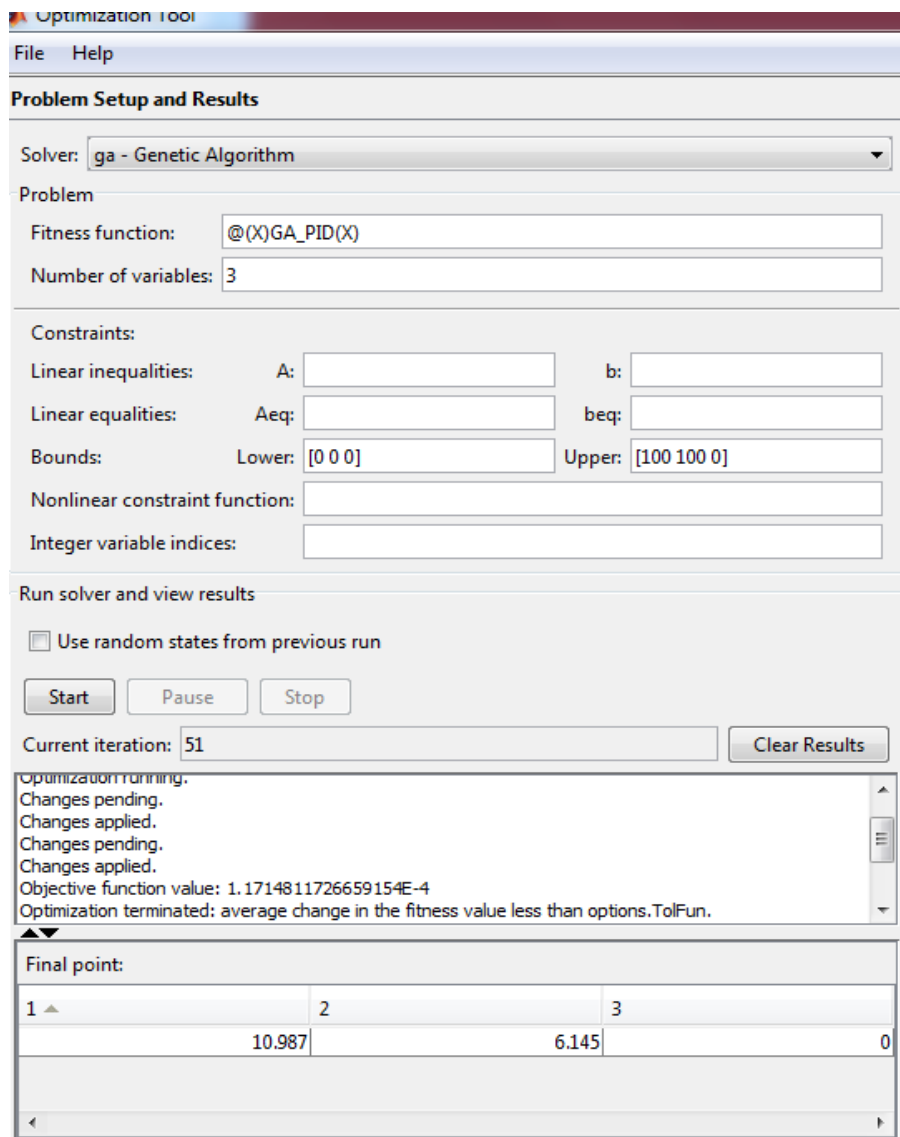 Optimization Tool
File Help
Problem Setup and Results
Solver: ga - Genetic Algorithm
Problem
Fitness function: @(X)GA_PID(X)
Number of variables: 3
Constraints:
Linear inequalities: A: b:
Linear equalities: Aeq: beq:
Bounds: Lower: [0 0 0] Upper: [100 100 0]
Nonlinear constraint function:
Integer variable indices:
Run solver and view results
Use random states from previous run
Start Pause Stop
Current iteration: 51 Clear Results
Optimization running.
Changes pending.
Changes applied.
Changes pending.
Changes applied.
Objective function value: 1.1714811726659154E-4
Optimization terminated: average change in the fitness value less than options.TolFun.
Final point:
1 2 3
10.987 6.145 0